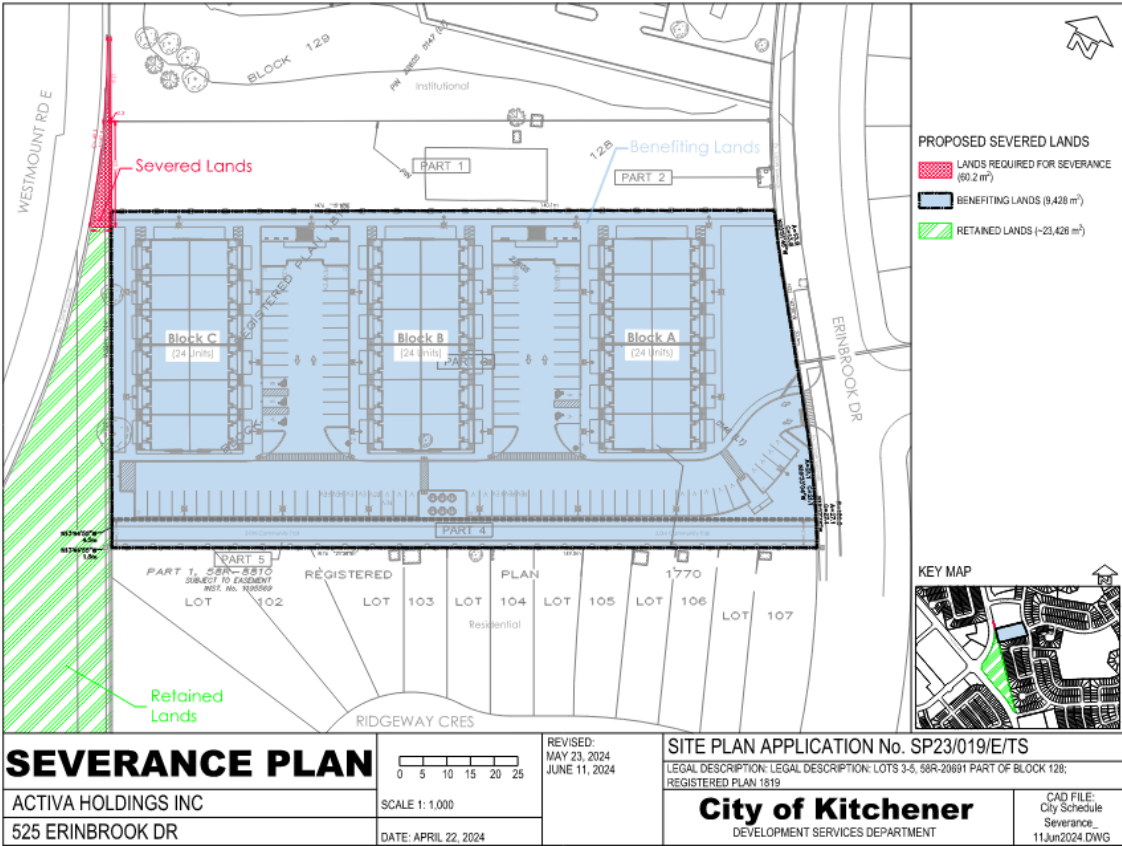 BLOCK 129
Institutional
WESTMOUNT RD E
Severed Lands
PART 1
128
Benefiting Lands
PART 2
PROPOSED SEVERED LANDS
LANDS REQUIRED FOR SEVERANCE
(60.2 m²)
BENEFITING LANDS (9,428 m²)
RETAINED LANDS (~23,426 m²)
REGISTERED PLAN
Block C
(24 Units)
Block B
(24 Units)
Block A
(24 Units)
BLOCK
ERINBROOK DR
PART 4
PART 5
PART 1, 58R-5510
SUBJECT TO EASEMENT
REGISTERED PLAN 1770
LOT 102
LOT 103
LOT 104
LOT 105
LOT 106
LOT 107
Residential
Retained
Lands
RIDGEWAY CRES
KEY MAP
SEVERANCE PLAN
ACTIVA HOLDINGS INC
525 ERINBROOK DR
0 5 10 15 20 25
SCALE 1: 1,000
DATE: APRIL 22, 2024
REVISED:
MAY 23, 2024
JUNE 11, 2024
SITE PLAN APPLICATION No. SP23/019/E/TS
LEGAL DESCRIPTION: LEGAL DESCRIPTION: LOTS 3-5, 58R-20691 PART OF BLOCK 128;
REGISTERED PLAN 1819
City of Kitchener
DEVELOPMENT SERVICES DEPARTMENT
CAD FILE:
City Schedule
Severance_
11Jun2024.DWG